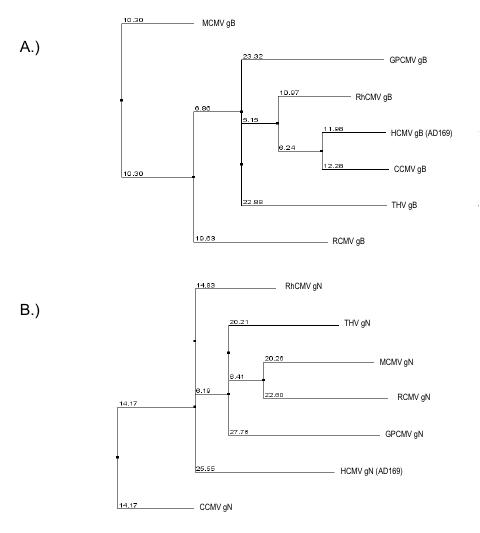 10.30 MCMV gB
A.)
23.32 GPCMV gB
10.97 RhCMV gB
6.86
5.15
11.98 HCMV gB (AD169)
6.24
12.28 CCMV gB
10.30
22.88 THV gB
19.63 RCMV gB
14.83 RhCMV gN
B.)
20.21 THV gN
20.26 MCMV gN
6.41
6.19
22.60 RCMV gN
14.17
27.76 GPCMV gN
25.55 HCMV gN (AD169)
14.17 CCMV gN